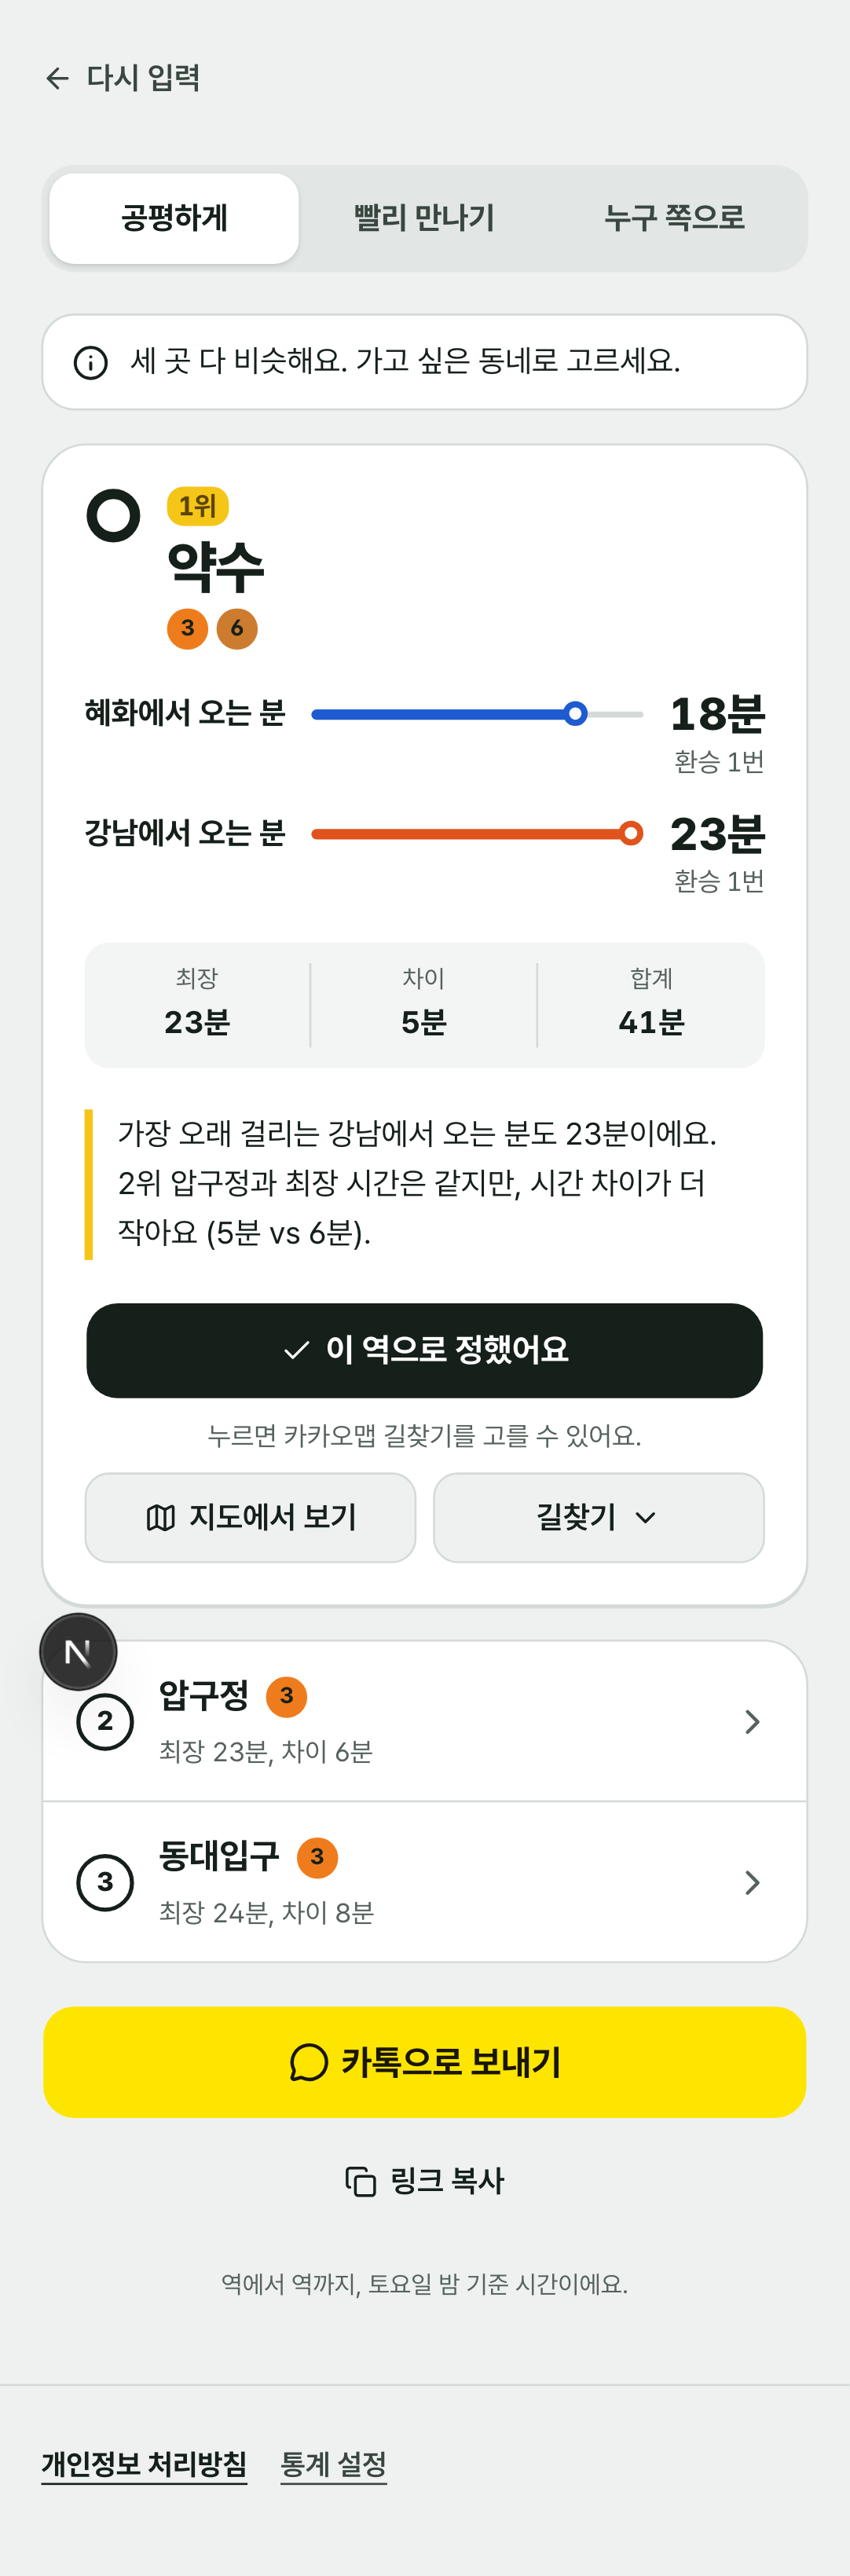 다시 입력
공평하게
빨리 만나기
누구 쪽으로
세 곳 다 비슷해요. 가고 싶은 동네로 고르세요.
1위
약수
3 6
혜화에서 오는 분
18분
환승 1번
강남에서 오는 분
23분
환승 1번
최장
23분
차이
5분
합계
41분
가장 오래 걸리는 강남에서 오는 분도 23분이에요.
2위 압구정과 최장 시간은 같지만, 시간 차이가 더
작아요 (5분 vs 6분).
이 역으로 정했어요
누르면 카카오맵 길찾기를 고를 수 있어요.
지도에서 보기
길찾기
N
2
압구정 3
최장 23분, 차이 6분
3
동대입구 3
최장 24분, 차이 8분
카톡으로 보내기
링크 복사
역에서 역까지, 토요일 밤 기준 시간이에요.
개인정보 처리방침
통계 설정